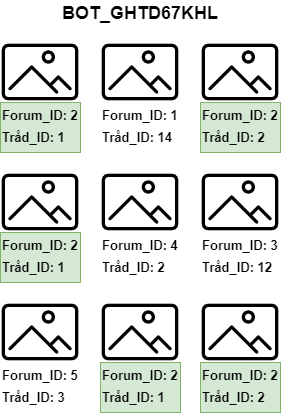 BOT_GHTD67KHL
Forum_ID: 2
Tråd_ID: 1
Forum_ID: 1
Tråd_ID: 14
Forum_ID: 2
Tråd_ID: 2
Forum_ID: 2
Tråd_ID: 1
Forum_ID: 4
Tråd_ID: 2
Forum_ID: 3
Tråd_ID: 12
Forum_ID: 5
Tråd_ID: 3
Forum_ID: 2
Tråd_ID: 1
Forum_ID: 2
Tråd_ID: 2